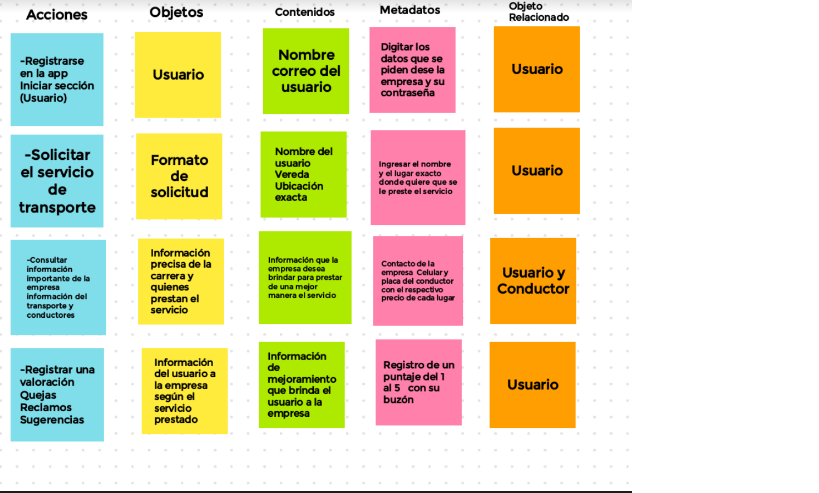 Acciones
Objetos
Contenidos
Metadatos
Objeto
Relacionado
-Registrarse
en la app
Iniciar sección
(Usuario)
Usuario
Nombre
correo del
usuario
Digitar los
datos que se
piden dese la
empresa y su
contraseña
Usuario
-Solicitar
el servicio
de
transporte
Formato
de
solicitud
Nombre del
usuario
Vereda
Ubicación
exacta
Ingresar el nombre
y el lugar exacto
donde quiere que se
le preste el servicio
Usuario
-Consultar
información
importante de la
empresa
información del
transporte y
conductores
Información
precisa de la
carrera y
quienes
prestan el
servicio
Información que la
empresa desea
brindar para prestar
de una mejor
manera el servicio
Contacto de la
empresa Celular y
placa del conductor
con el respectivo
precio de cada lugar
Usuario y
Conductor
-Registrar una
valoración
Quejas
Reclamos
Sugerencias
Información
del usuario a
la empresa
según el
servicio
prestado
Información
de
mejoramiento
que brinda el
usuario a la
empresa
Registro de un
puntaje del 1
al 5 con su
buzón
Usuario